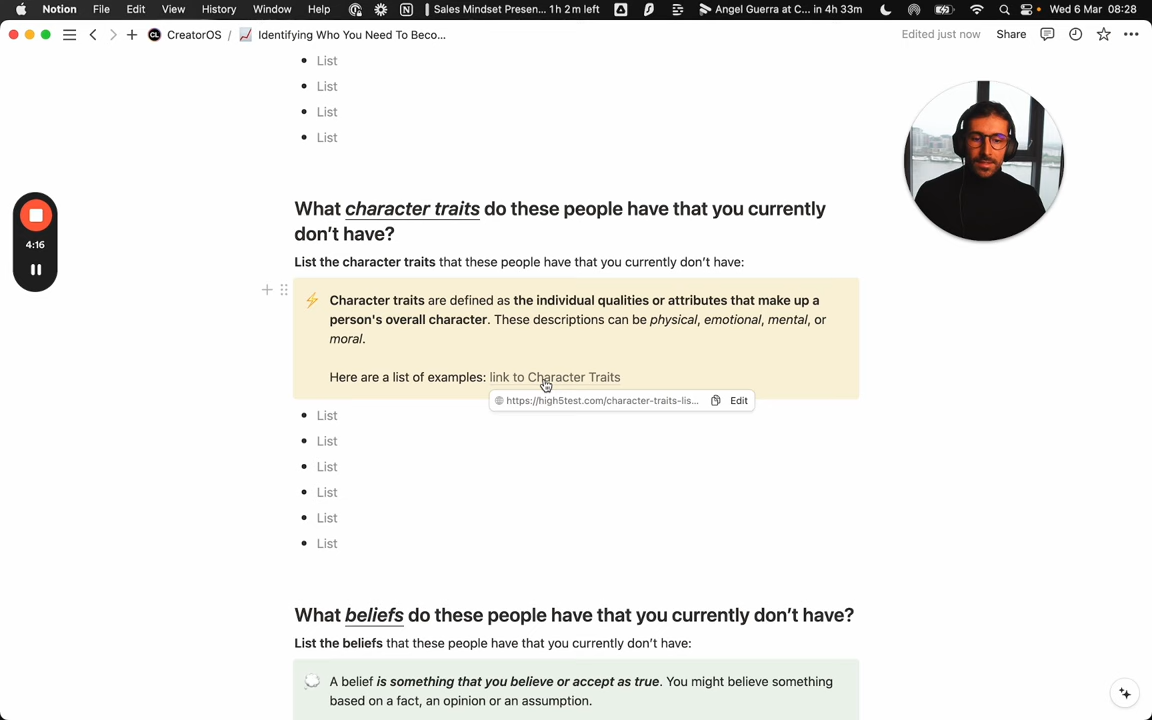 Notion File Edit View History Window Help Sales Mindset Presen... 1h 2m left Angel Guerra at C... in 4h 33m Wed 6 Mar 08:28
CreatorOS / Identifying Who You Need To Beco... Edited just now Share
List
List
List
List
What character traits do these people have that you currently
don’t have?
List the character traits that these people have that you currently don’t have:
Character traits are defined as the individual qualities or attributes that make up a
person's overall character. These descriptions can be physical, emotional, mental, or
moral.
Here are a list of examples: link to Character Traits
https://high5test.com/character-traits-lis... Edit
List
List
List
List
List
List
What beliefs do these people have that you currently don’t have?
List the beliefs that these people have that you currently don’t have:
A belief is something that you believe or accept as true. You might believe something
based on a fact, an opinion or an assumption.
4:16